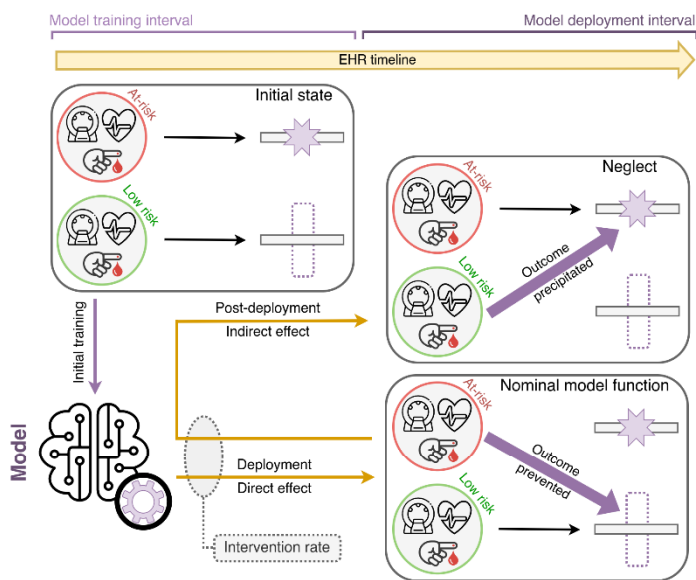 Model training interval
Model deployment interval
EHR timeline
Initial state
At-risk
Low risk
Neglect
At-risk
Low risk
Outcome
precipitated
Initial training
Post-deployment
Indirect effect
Nominal model function
At-risk
Low risk
Outcome
prevented
Model
Deployment
Direct effect
Intervention rate